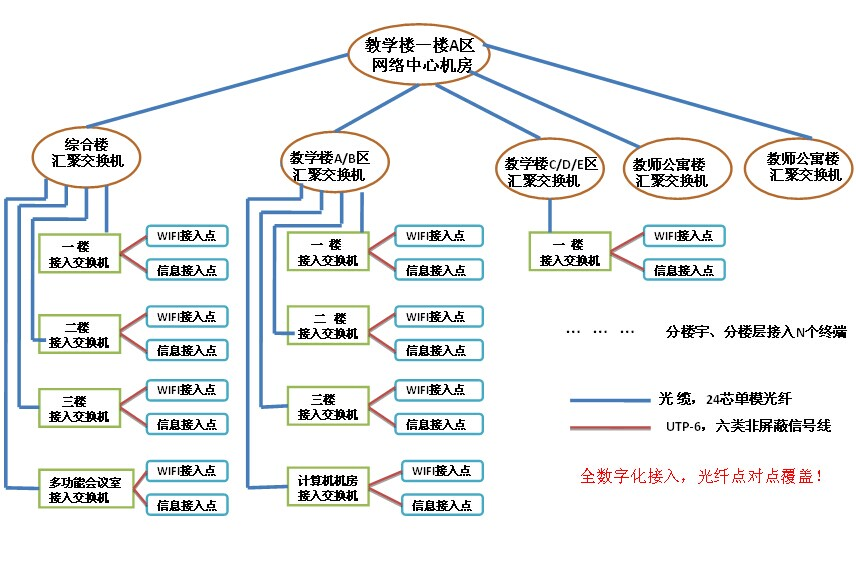 教学楼一楼A区
网络中心机房
综合楼
汇聚交换机
教学楼A/B区
汇聚交换机
教学楼C/D/E区
汇聚交换机
教师公寓楼
汇聚交换机
教师公寓楼
汇聚交换机
一 楼
接入交换机
WIFI接入点
信息接入点
一 楼
接入交换机
WIFI接入点
信息接入点
一 楼
接入交换机
WIFI接入点
信息接入点
二楼
接入交换机
WIFI接入点
信息接入点
二 楼
接入交换机
WIFI接入点
信息接入点
… … … 分楼宇、分楼层接入N个终端
三楼
接入交换机
WIFI接入点
信息接入点
三楼
接入交换机
WIFI接入点
信息接入点
光 缆，24芯单模光纤
UTP-6，六类非屏蔽信号线
多功能会议室
接入交换机
WIFI接入点
信息接入点
计算机机房
接入交换机
WIFI接入点
信息接入点
全数字化接入，光纤点对点覆盖！